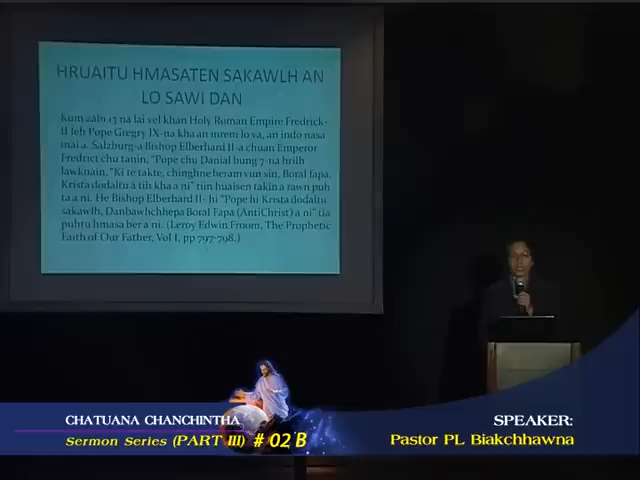 HRUAITU HMASATEN SAKAWLH AN
LO SAWI DAN
Kum zabi 13 na lai vel khan Holy Roman Empire Fredrick-
II leh Pope Gregry IX-na kha an inrem lo va, an indo nasa
mai a. Salzburg-a Bishop Elberhard II-a chuan Emperor
Fredrict chu tanin, "Pope chu Danial bung 7-na hrilh
lawknain, "Ki te takte, chinghne beram vun sin, Boral fapa,
Krista dodaltu a tih kha a ni" tiin huaisen takin a rawn puh
ta a ni. He Bishop Elberhard II- hi "Pope hi Krista dodaltu
sakawlh, Danbawhchhepa Boral Fapa (AntiChrist) a ni" tia
puhtu hmasa ber a ni. (Leroy Edwin Froom, The Prophetic
Faith of Our Father, Vol I, pp 797-798.)
CHATUANA CHANCHINTHA
Sermon Series (PART III) # 02 B
SPEAKER:
Pastor PL Biakchhawna